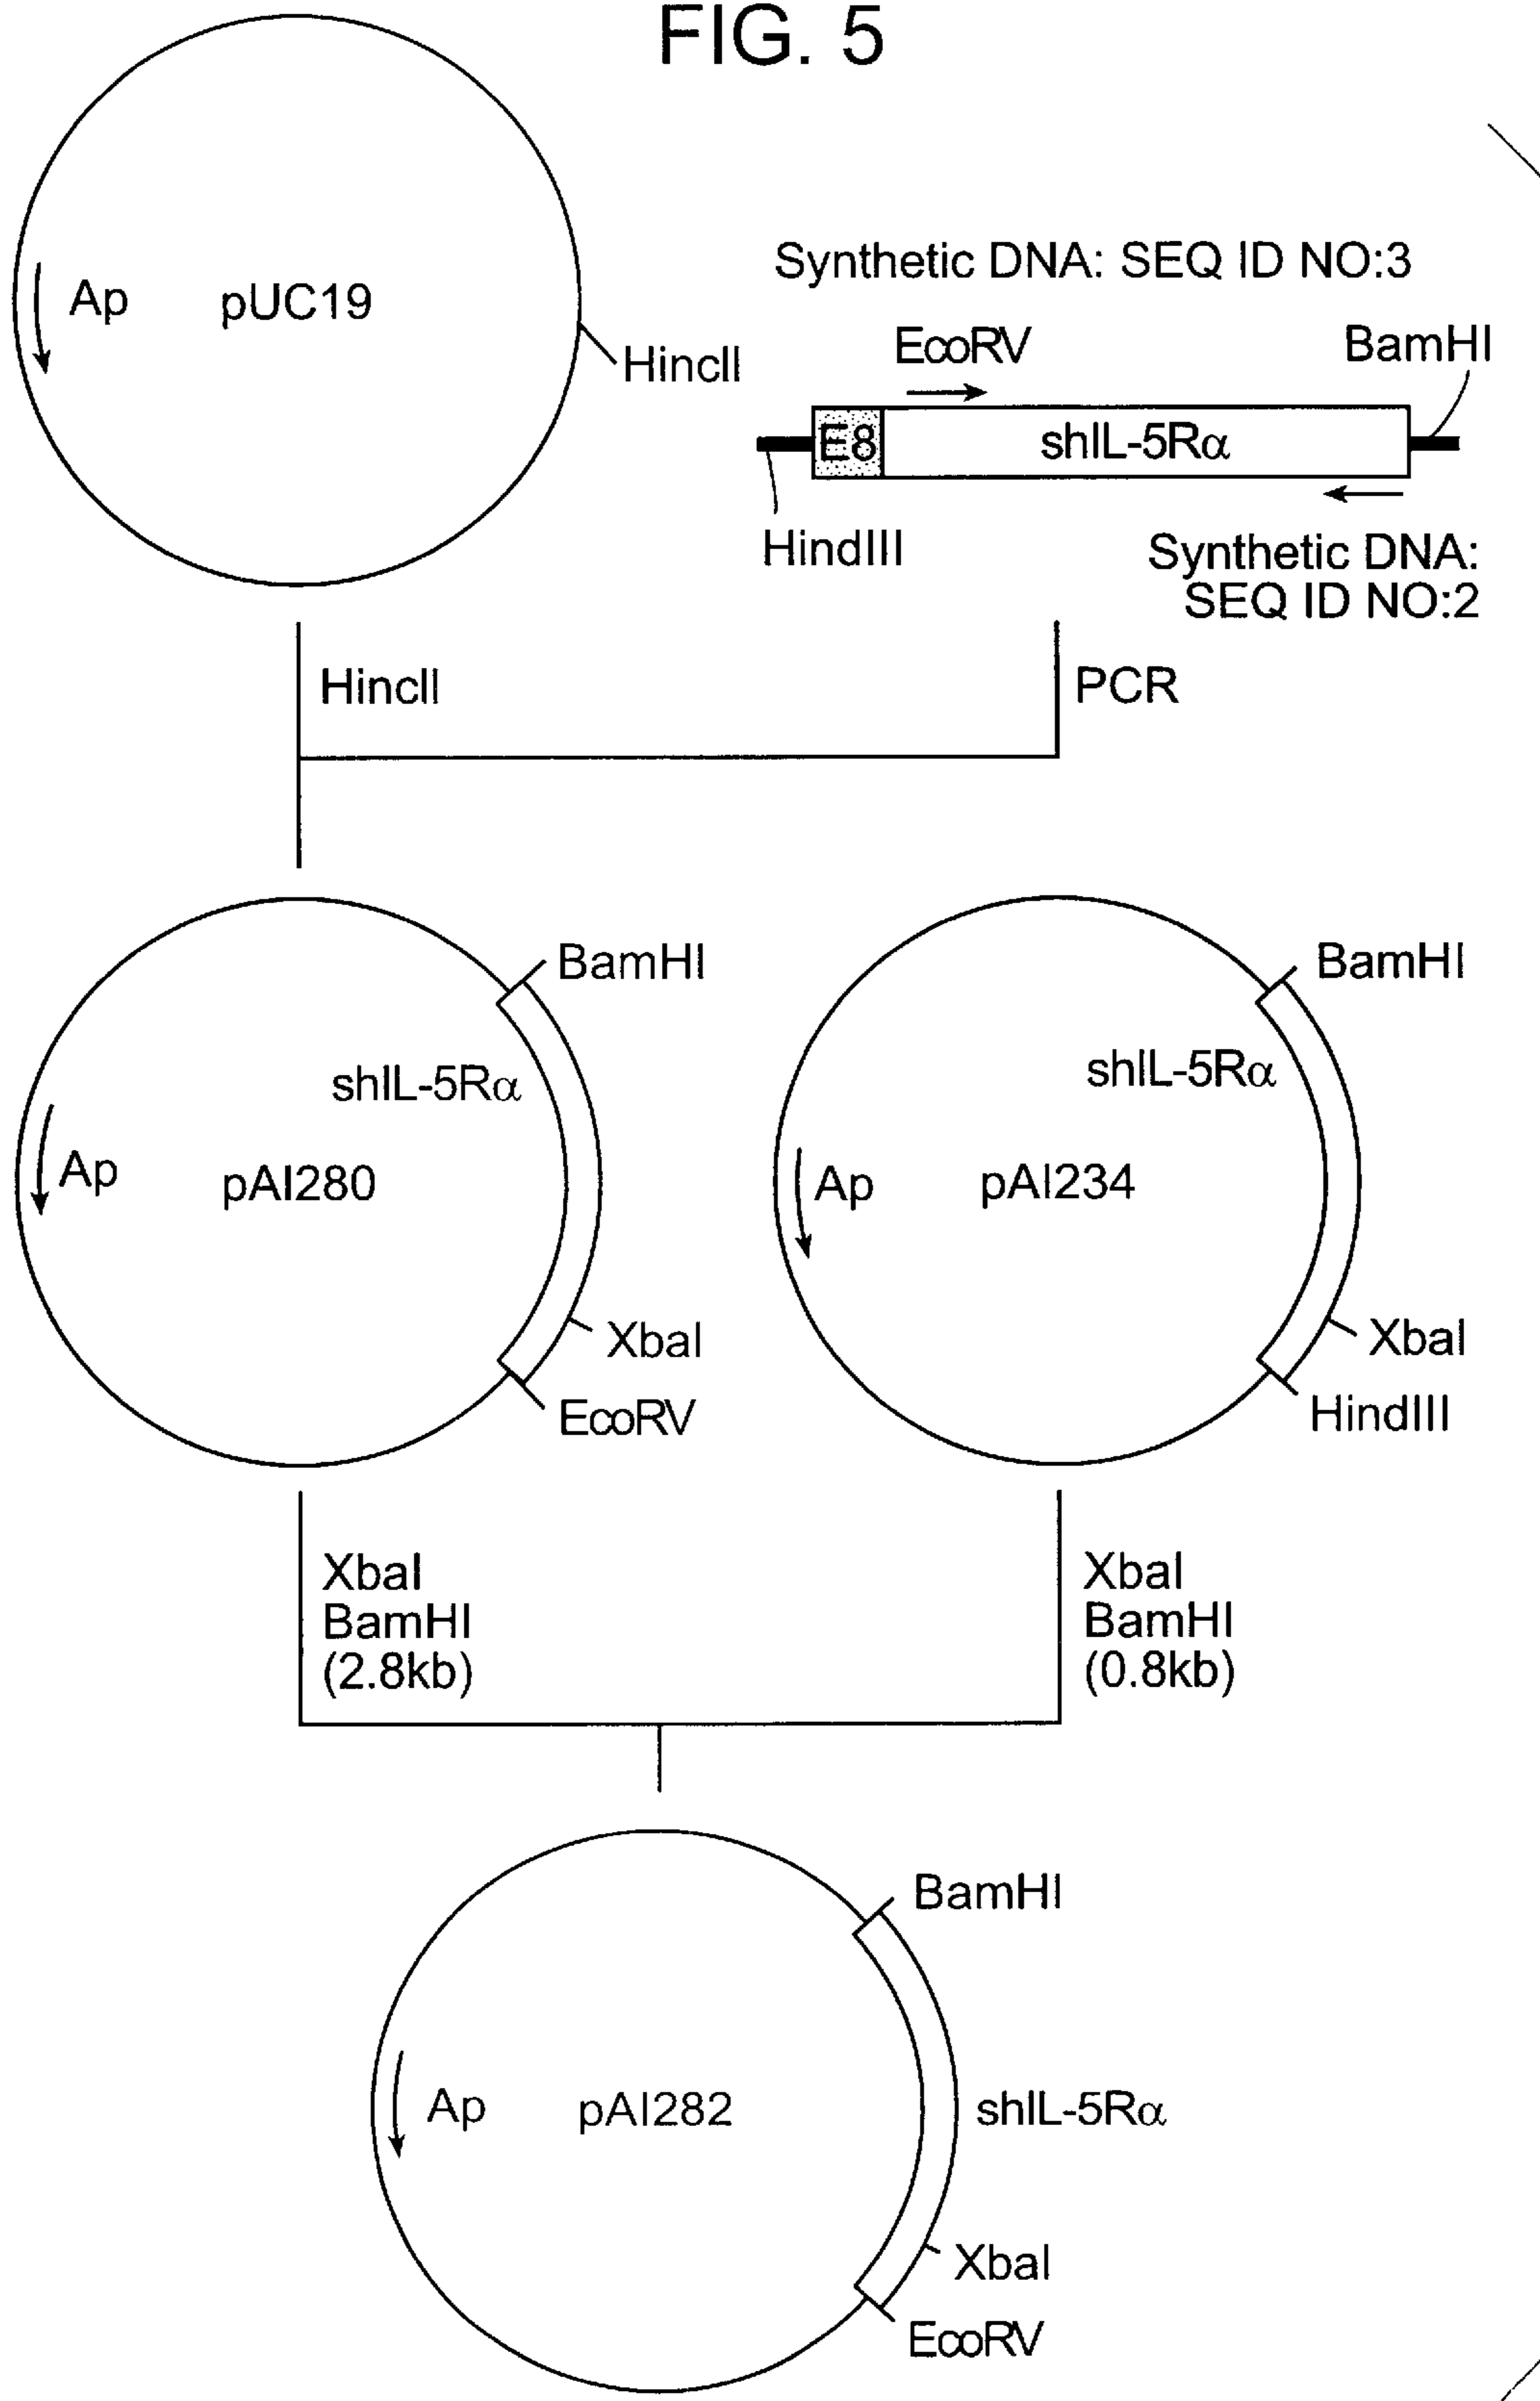 FIG. 5
Ap
pUC19
HincII
Synthetic DNA: SEQ ID NO:3
EcoRV
BamHI
E8
shIL-5Rα
HindIII
Synthetic DNA:
SEQ ID NO:2
HincII
PCR
BamHI
shIL-5Rα
Ap
pAI280
XbaI
EcoRV
BamHI
shIL-5Rα
Ap
pAI234
XbaI
HindIII
XbaI
BamHI
(2.8kb)
XbaI
BamHI
(0.8kb)
BamHI
Ap
pAI282
shIL-5Rα
XbaI
EcoRV